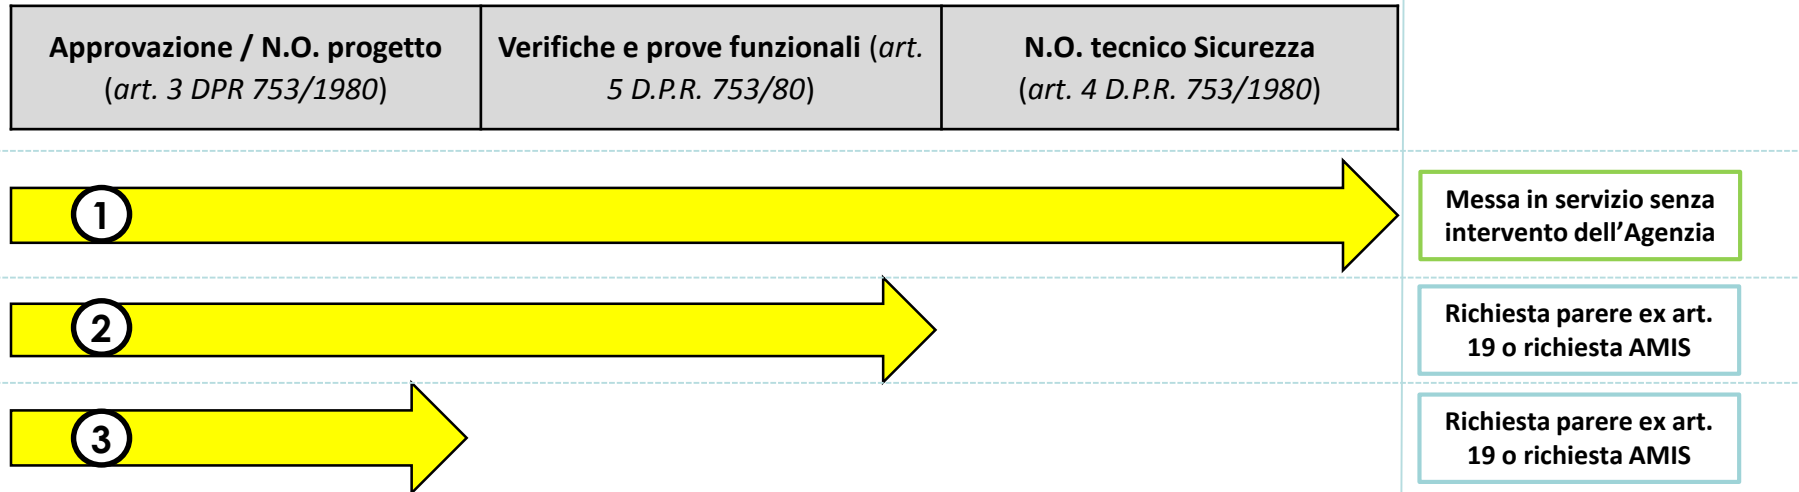 Approvazione / N.O. progetto
(art. 3 DPR 753/1980)
Verifiche e prove funzionali (art.
5 D.P.R. 753/80)
N.O. tecnico Sicurezza
(art. 4 D.P.R. 753/1980)
1
Messa in servizio senza
intervento dell'Agenzia
2
Richiesta parere ex art.
19 o richiesta AMIS
3
Richiesta parere ex art.
19 o richiesta AMIS